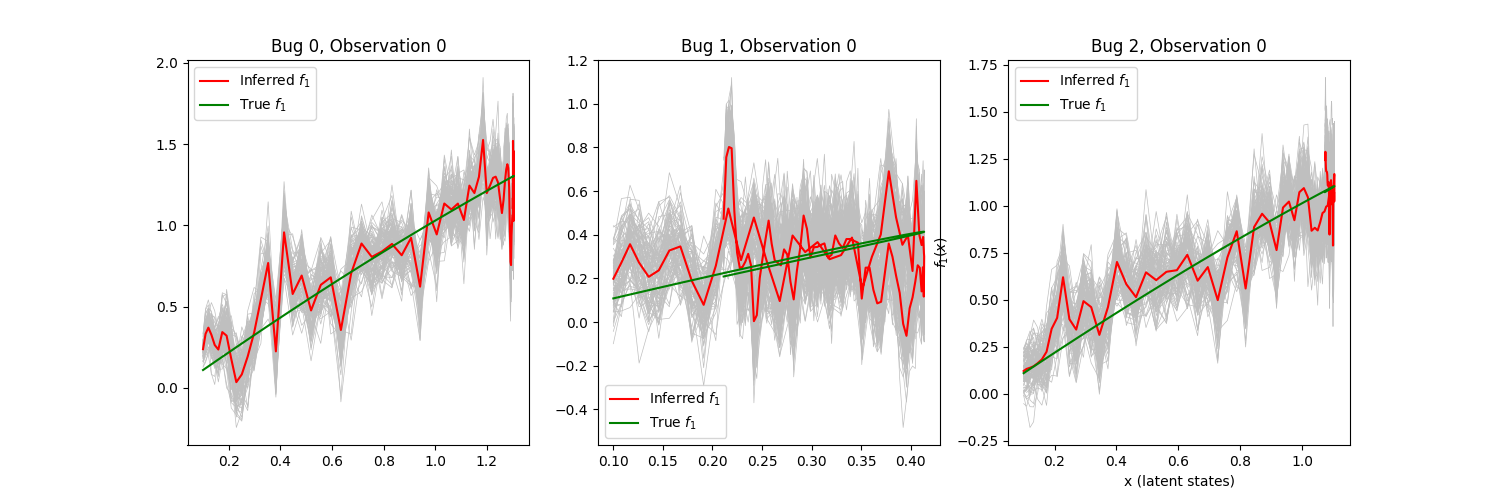 Bug 0, Observation 0
2.0
1.5
1.0
0.5
0.0
Inferred f₁
True f₁
0.2 0.4 0.6 0.8 1.0 1.2
Bug 1, Observation 0
1.2
1.0
0.8
0.6
0.4
0.2
0.0
−0.2
−0.4
Inferred f₁
True f₁
0.10 0.15 0.20 0.25 0.30 0.35 0.40
Bug 2, Observation 0
f₁(x)
1.75
1.50
1.25
1.00
0.75
0.50
0.25
0.00
−0.25
Inferred f₁
True f₁
0.2 0.4 0.6 0.8 1.0
x (latent states)